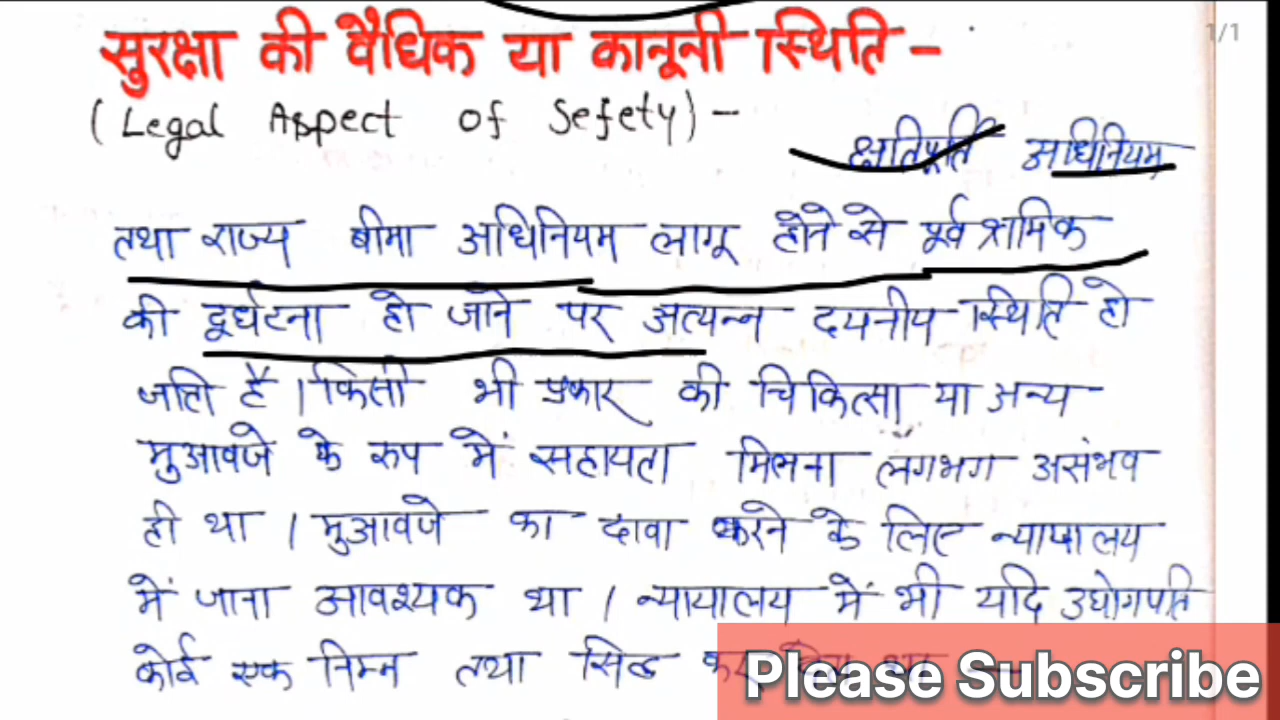 सुरक्षा की वैधिक या कानूनी स्थिति -
1/1
(Legal Aspect of Sefety) -
क्षतिपूर्ति अधिनियम
तथा राज्य बीमा अधिनियम लागू होने से पूर्व श्रमिक
की दूर्घटना हो जाने पर अत्यन्न दयनीय स्थिति हो
जाती है । किसी भी प्रकार की चिकित्सा या अन्य
मुआवजे के रुप में सहायता मिलना लगभग असंभव
ही था । मुआवजे का दावा करने के लिए न्यायालय
में जाना आवश्यक था । न्यायालय में भी यदि उद्योगपति
कोई एक निम्न तथा सिद्ध
Please Subscribe